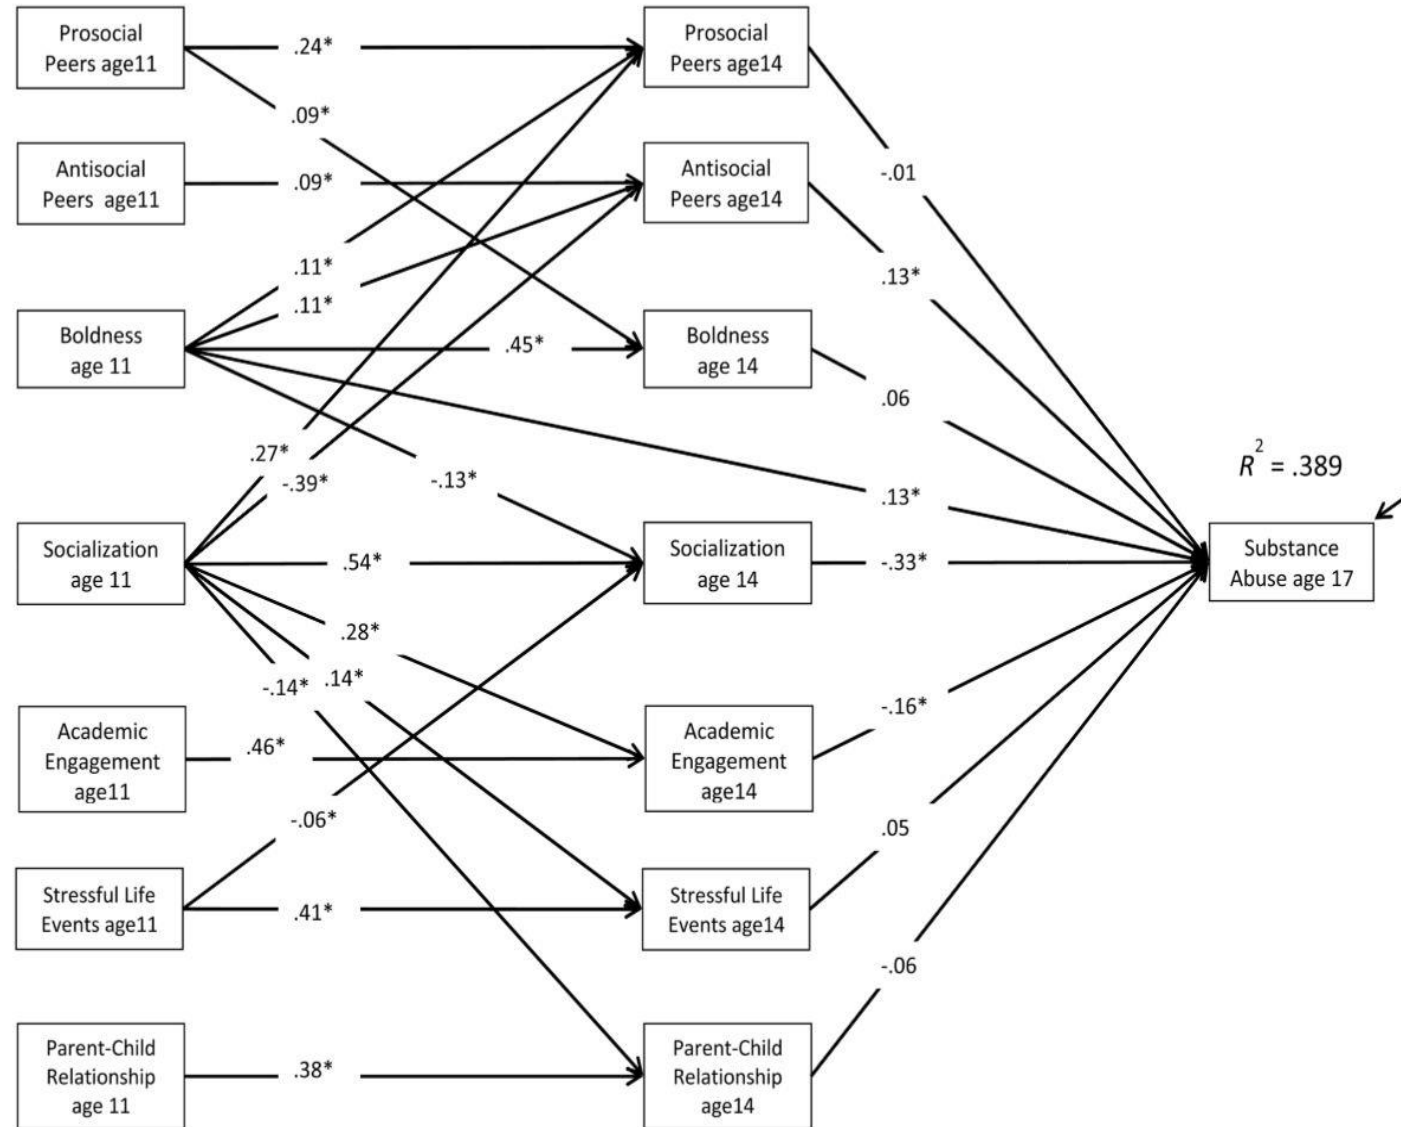 Prosocial
Peers age11
.24*
Prosocial
Peers age14
.09*
-.01
Antisocial
Peers  age11
.09*
Antisocial
Peers age14
.11*
.11*
.13*
Boldness
age 11
.45*
Boldness
age 14
.06
.27*
-.39*
-.13*
.13*
R² = .389
Socialization
age 11
.54*
Socialization
age 14
-.33*
Substance
Abuse age 17
.28*
-.14*
.14*
-.16*
Academic
Engagement
age11
.46*
Academic
Engagement
age14
-.06*
.05
Stressful Life
Events age11
.41*
Stressful Life
Events age14
-.06
Parent-Child
Relationship
age 11
.38*
Parent-Child
Relationship
age14